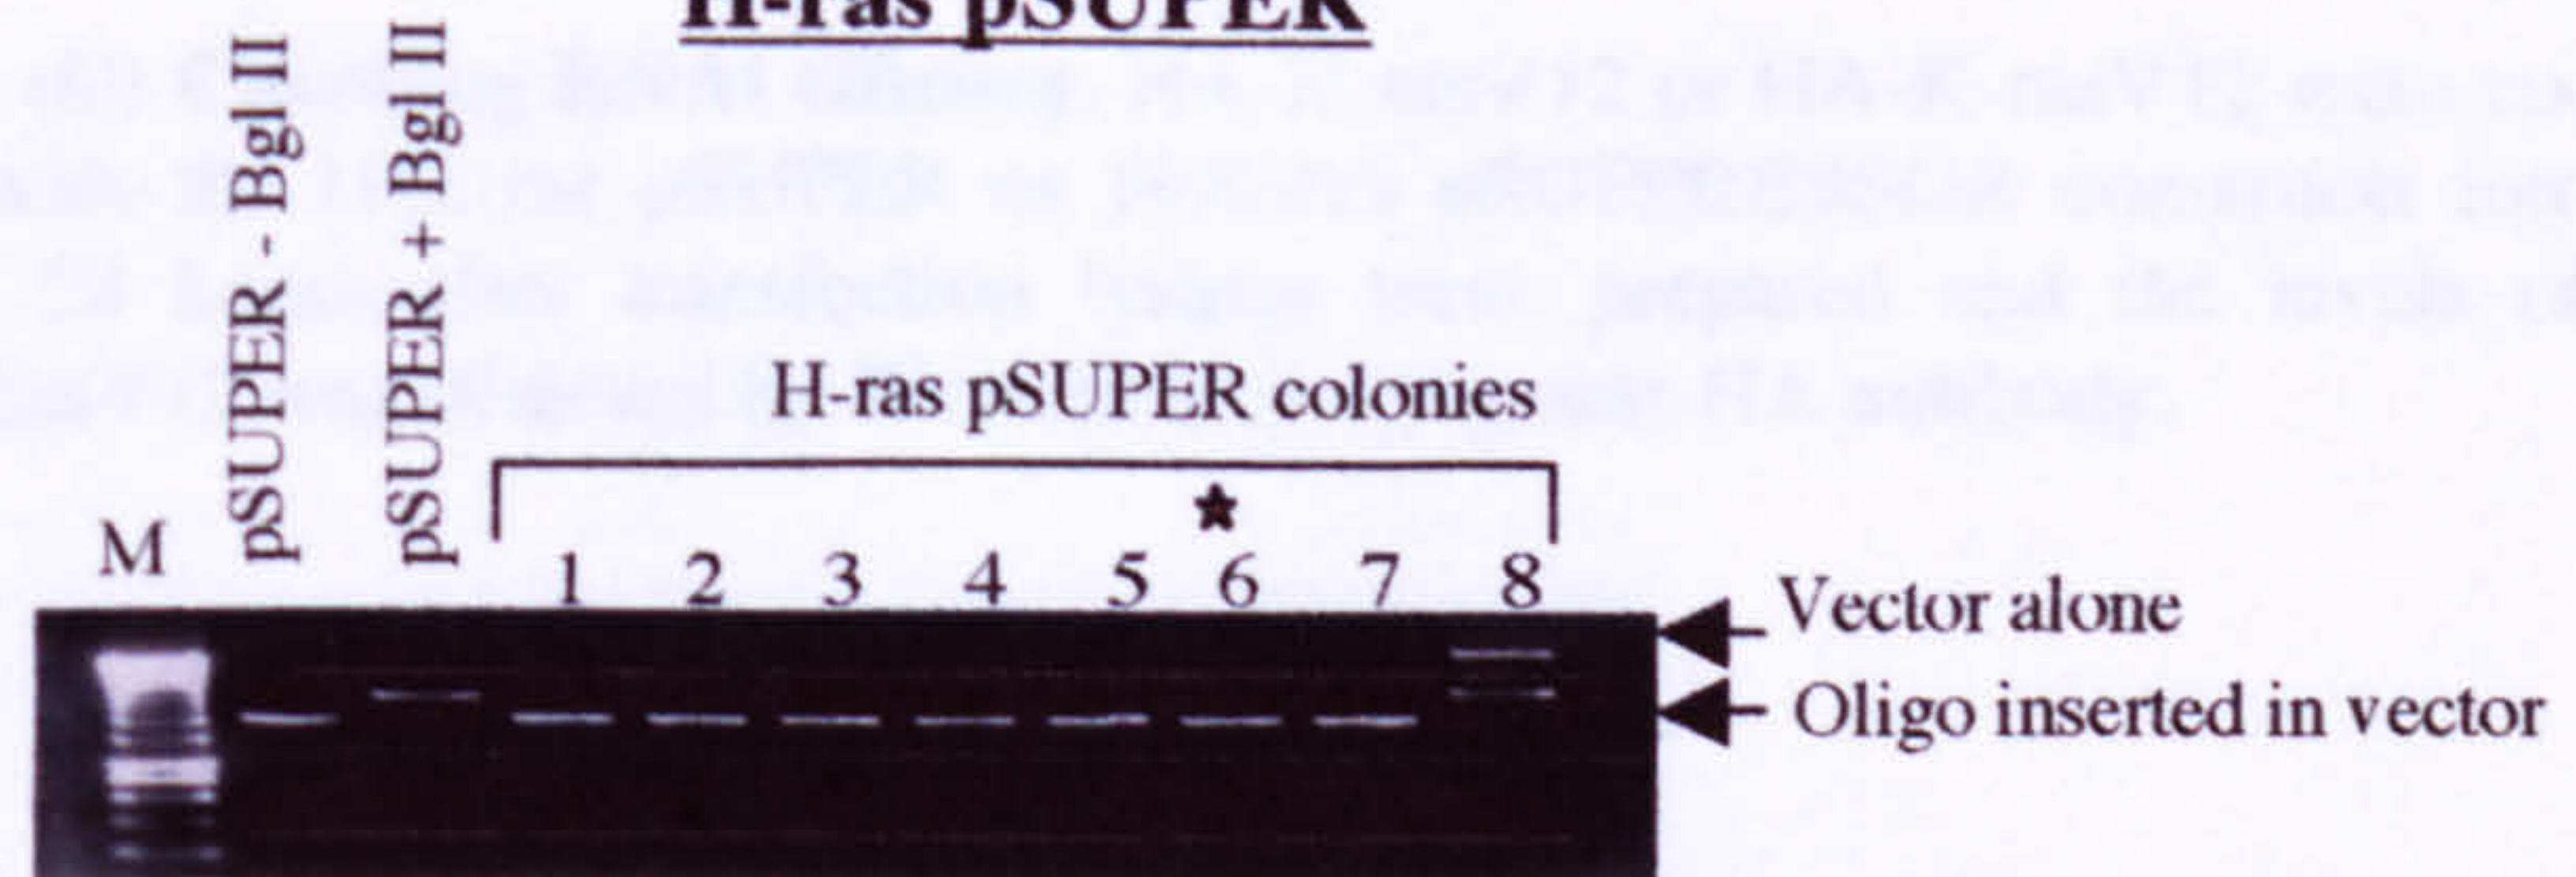 H-ras pSUPER
pSUPER - Bgl II
pSUPER + Bgl II
H-ras pSUPER colonies
★
M 1 2 3 4 5 6 7 8
Vector alone
Oligo inserted in vector